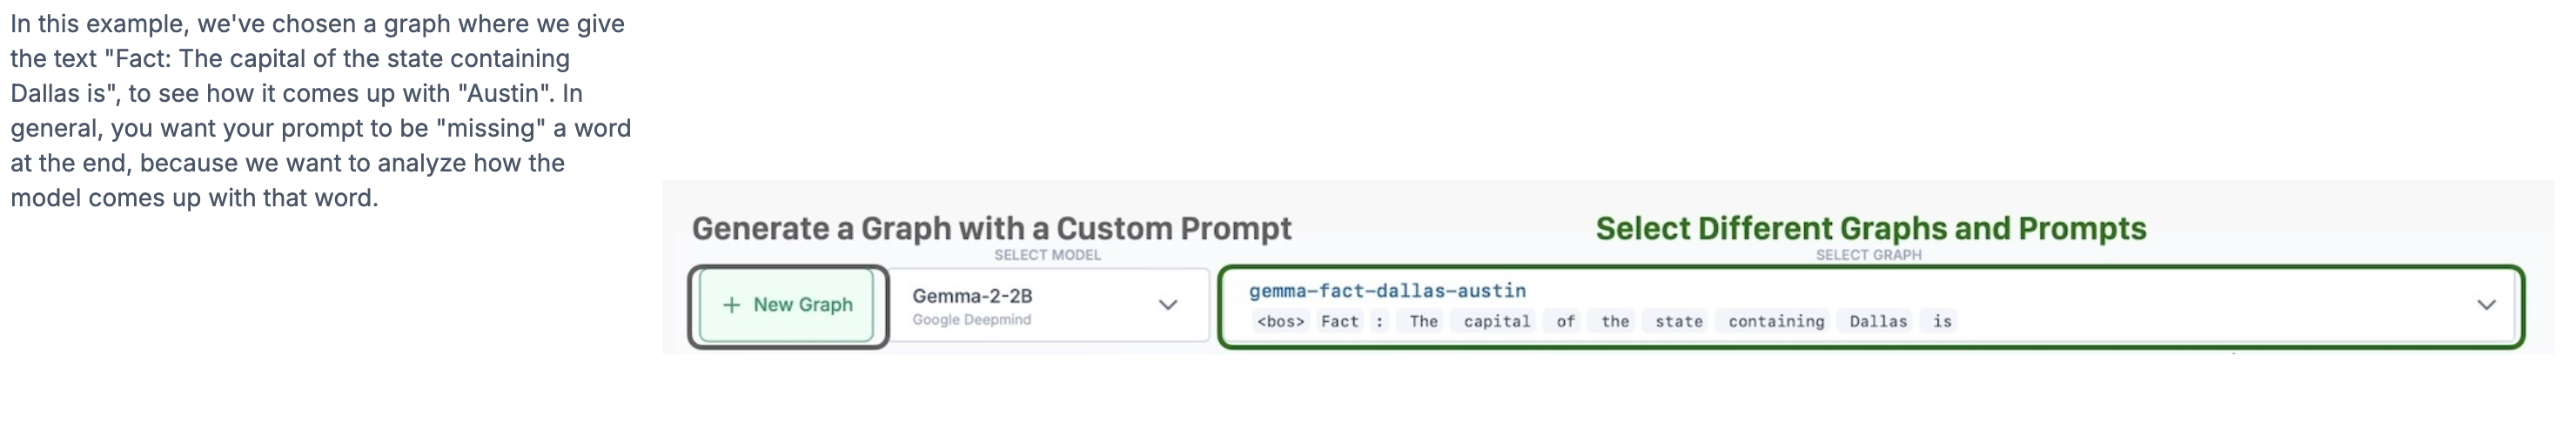 In this example, we've chosen a graph where we give
the text "Fact: The capital of the state containing
Dallas is", to see how it comes up with "Austin". In
general, you want your prompt to be "missing" a word
at the end, because we want to analyze how the
model comes up with that word.
Generate a Graph with a Custom Prompt
SELECT MODEL
+ New Graph
Gemma-2-2B
Google Deepmind
Select Different Graphs and Prompts
SELECT GRAPH
gemma-fact-dallas-austin
<bos> Fact : The capital of the state containing Dallas is